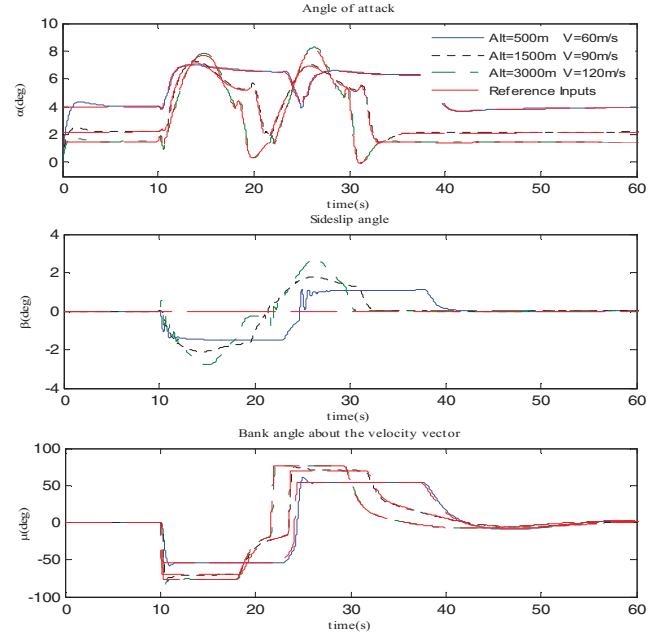 Angle of attack
8
6
4
2
0
α(deg)
Alt=500m V=60m/s
Alt=1500m V=90m/s
Alt=3000m V=120m/s
Reference Inputs
0 10 20 30 40 50 60
time(s)
Sideslip angle
4
2
0
-2
-4
β(deg)
0 10 20 30 40 50 60
time(s)
Bank angle about the velocity vector
100
50
0
-50
-100
μ(deg)
0 10 20 30 40 50 60
time(s)